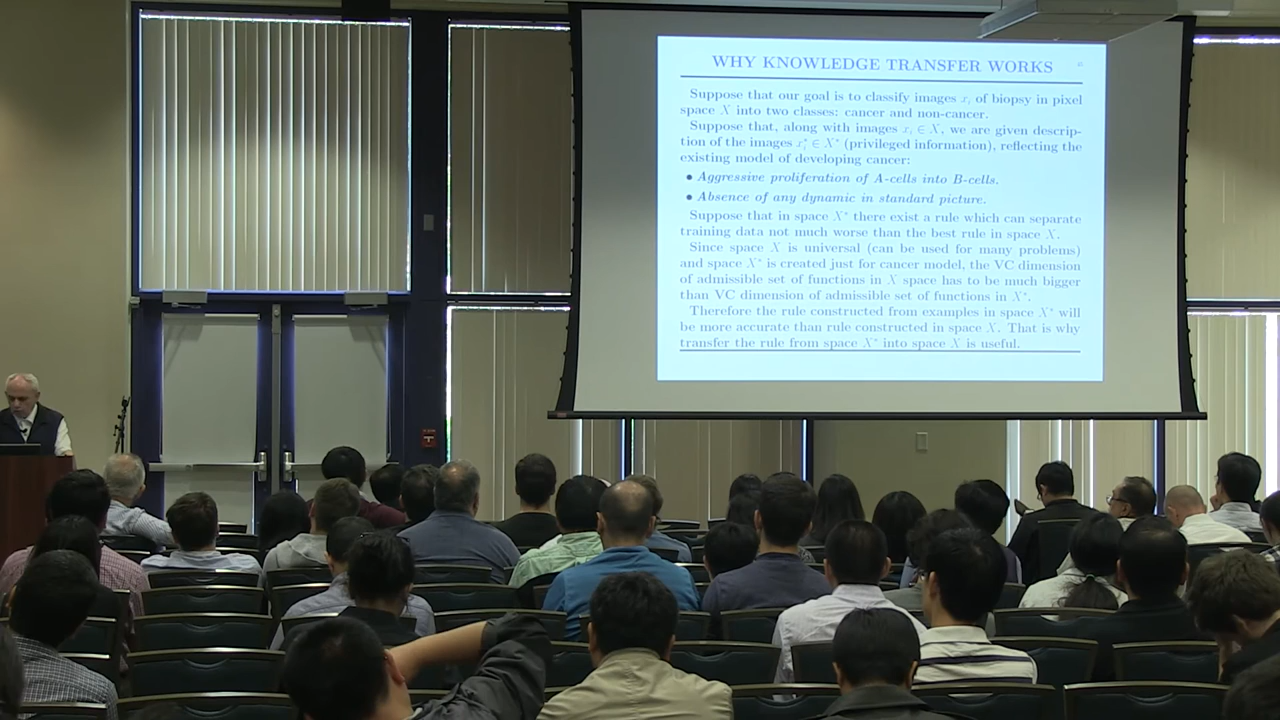 WHY KNOWLEDGE TRANSFER WORKS
Suppose that our goal is to classify images xᵢ of biopsy in pixel
space X into two classes: cancer and non-cancer.
Suppose that, along with images xᵢ ∈ X, we are given descrip-
tion of the images xᵢ* ∈ X* (privileged information), reflecting the
existing model of developing cancer:
• Aggressive proliferation of A-cells into B-cells.
• Absence of any dynamic in standard picture.
Suppose that in space X* there exist a rule which can separate
training data not much worse than the best rule in space X.
Since space X is universal (can be used for many problems)
and space X* is created just for cancer model, the VC dimension
of admissible set of functions in X space has to be much bigger
than VC dimension of admissible set of functions in X*.
Therefore the rule constructed from examples in space X* will
be more accurate than rule constructed in space X. That is why
transfer the rule from space X* into space X is useful.